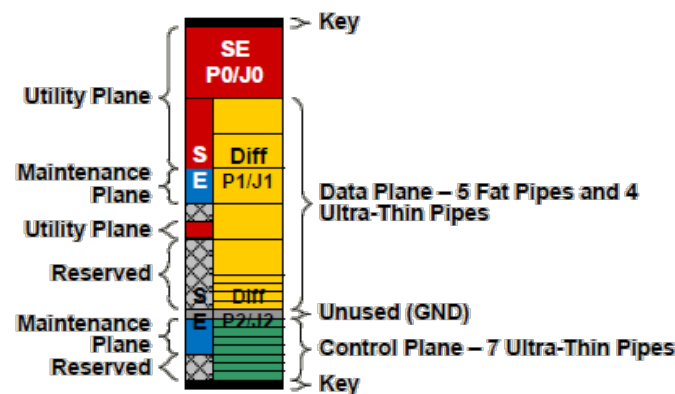 Key
SE
P0/J0
Utility Plane
S
Diff
E
P1/J1
Maintenance
Plane
Data Plane – 5 Fat Pipes and 4
Ultra-Thin Pipes
Utility Plane
Reserved
S
Diff
E
P2/J2
Unused (GND)
Maintenance
Plane
Control Plane – 7 Ultra-Thin Pipes
Reserved
Key